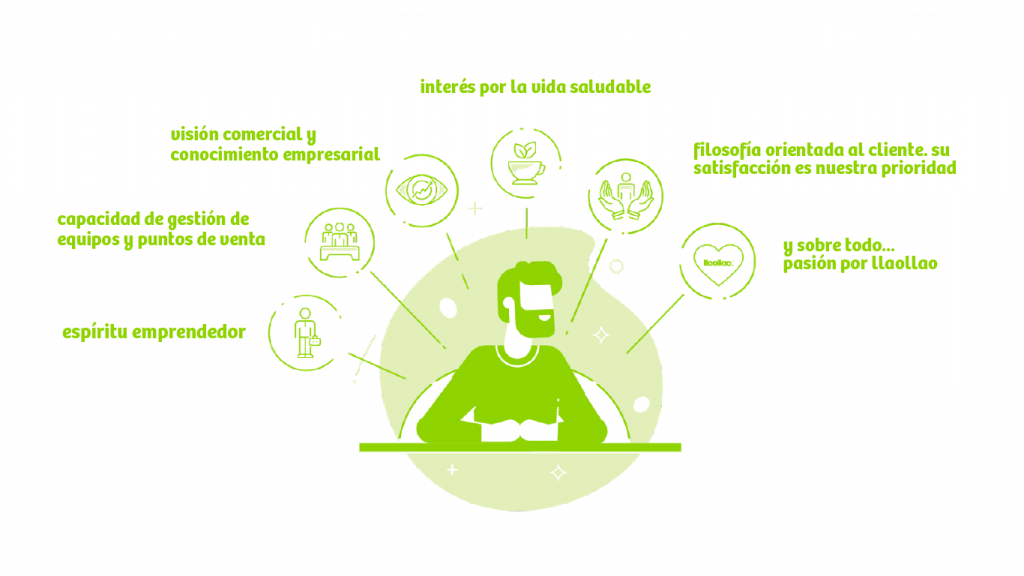 interés por la vida saludable
visión comercial y
conocimiento empresarial
filosofía orientada al cliente. su
satisfacción es nuestra prioridad
capacidad de gestión de
equipos y puntos de venta
y sobre todo...
pasión por llaollao
llaollao.
espíritu emprendedor